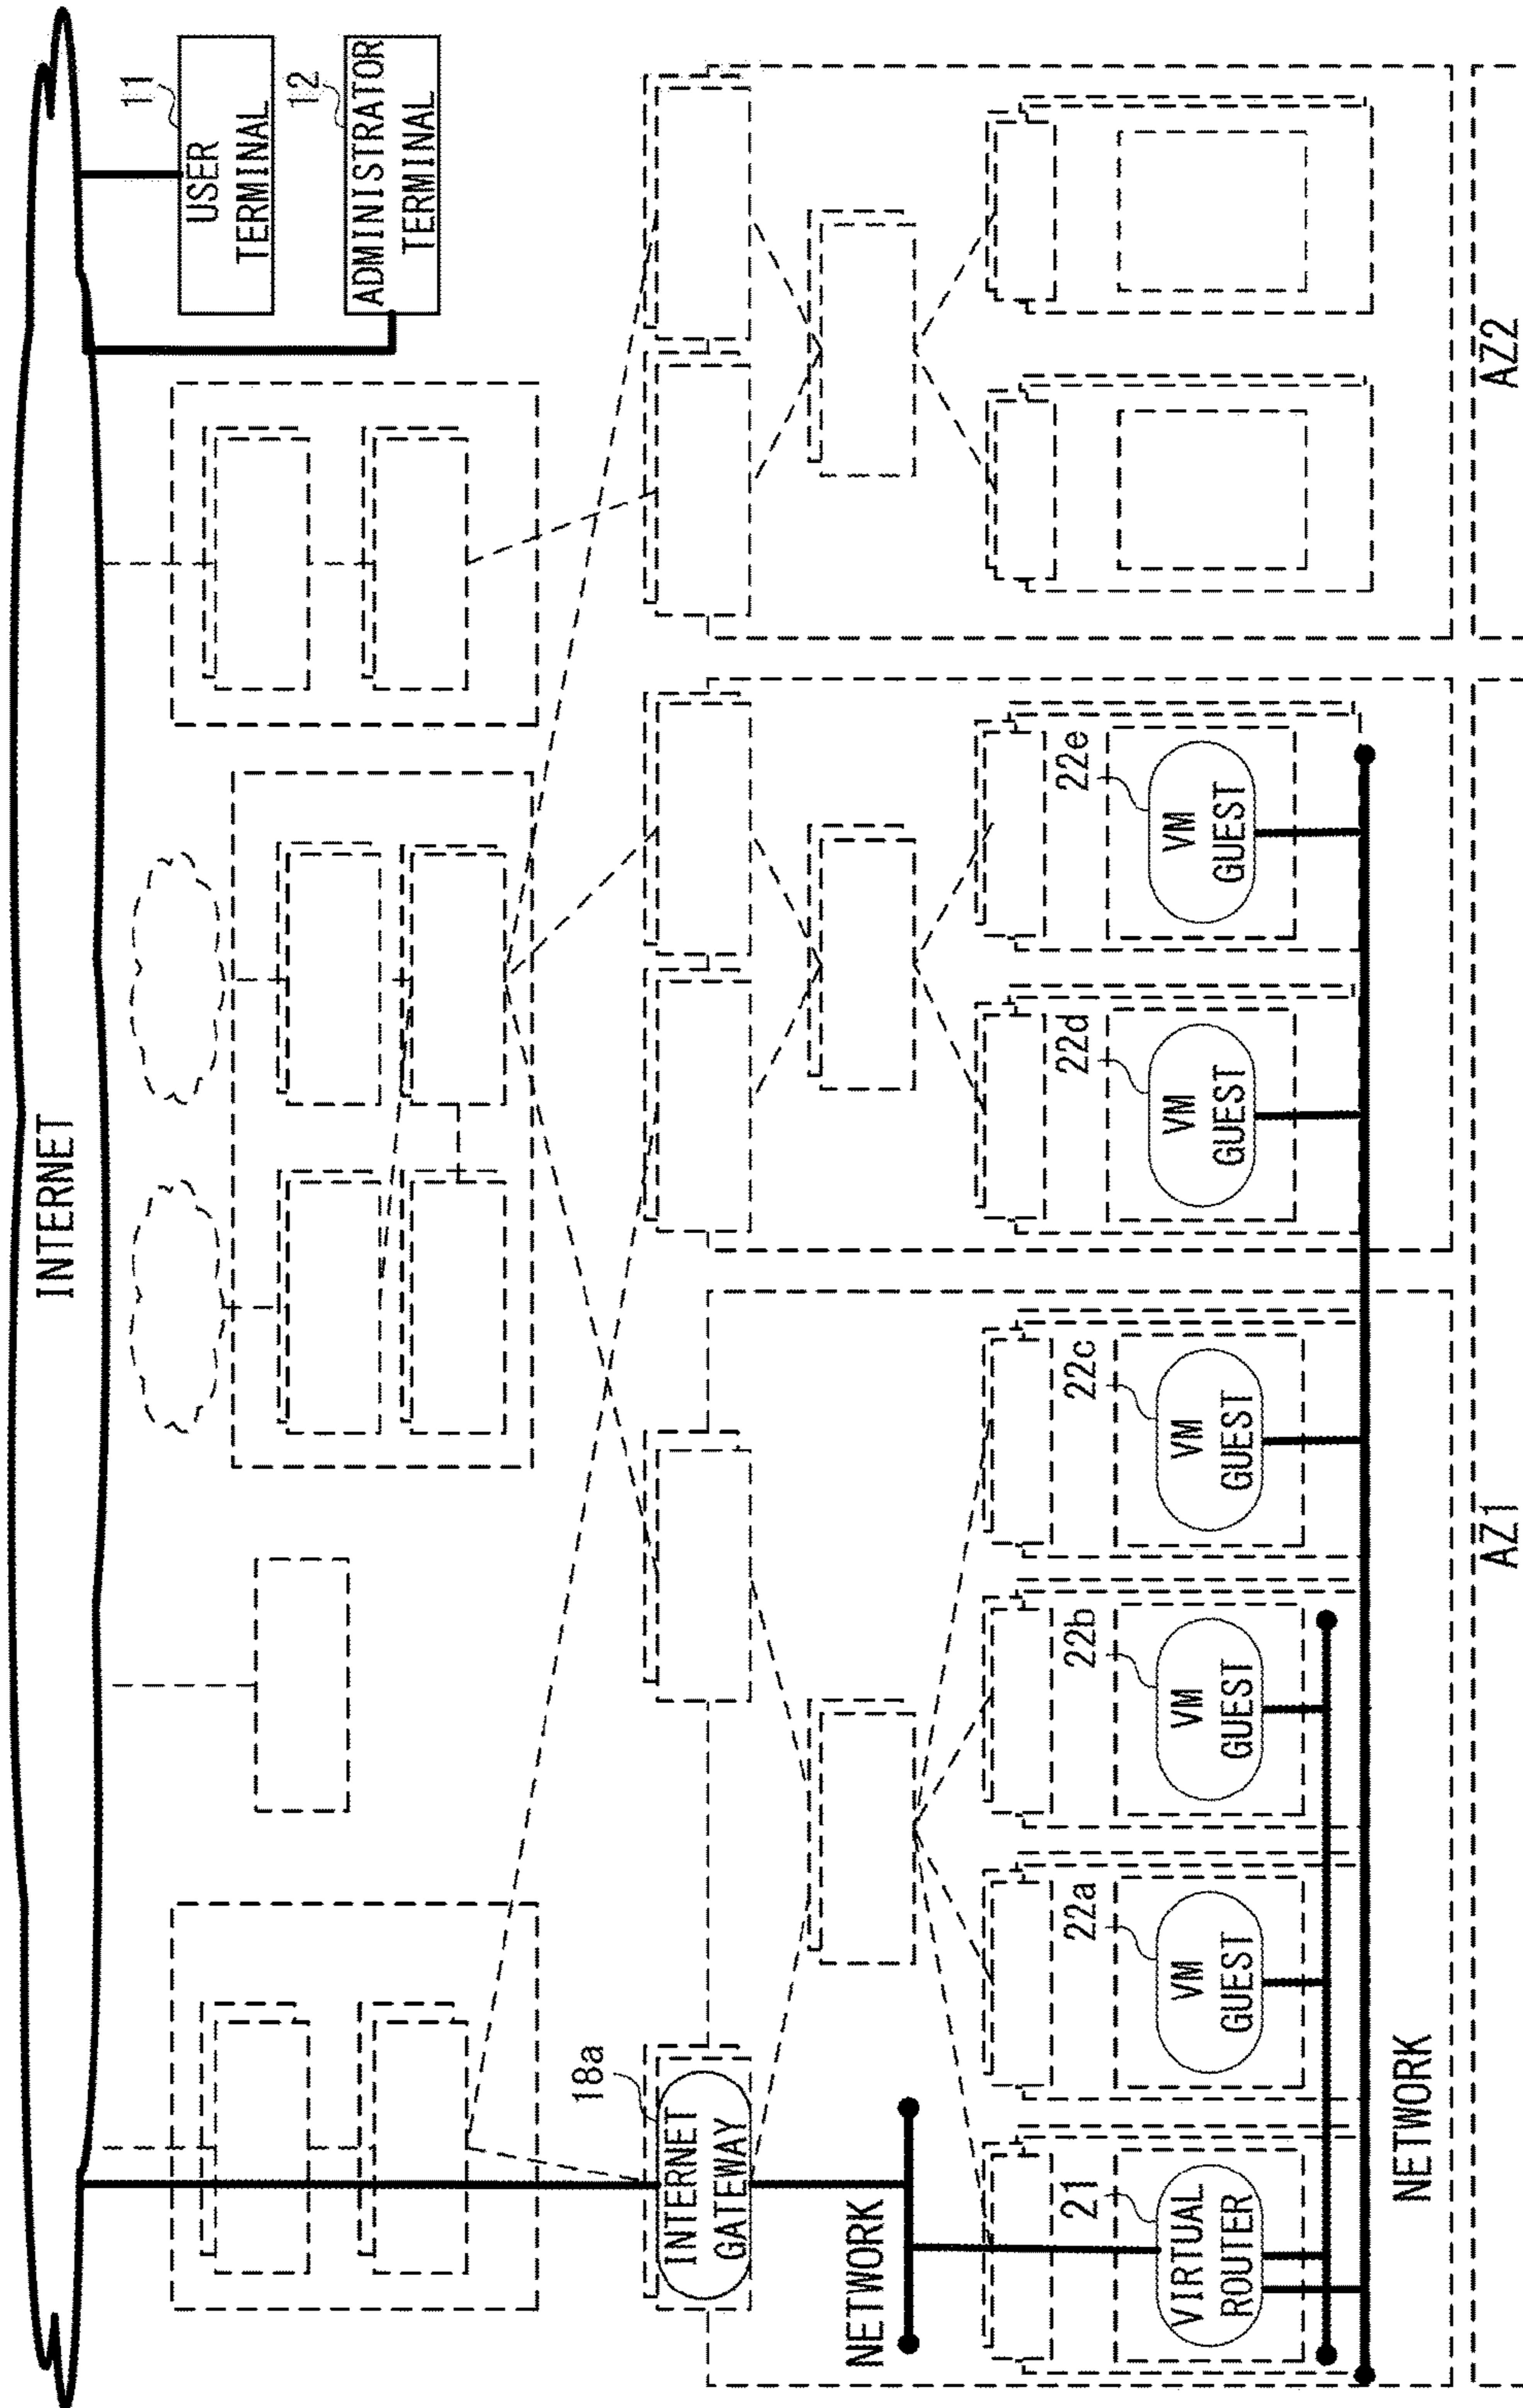 INTERNET
11
USER
TERMINAL
12
ADMINISTRATOR
TERMINAL
18a
INTERNET
GATEWAY
NETWORK
21
VIRTUAL
ROUTER
22a
VM
GUEST
22b
VM
GUEST
22c
VM
GUEST
22d
VM
GUEST
22e
VM
GUEST
NETWORK
AZ1
AZ2